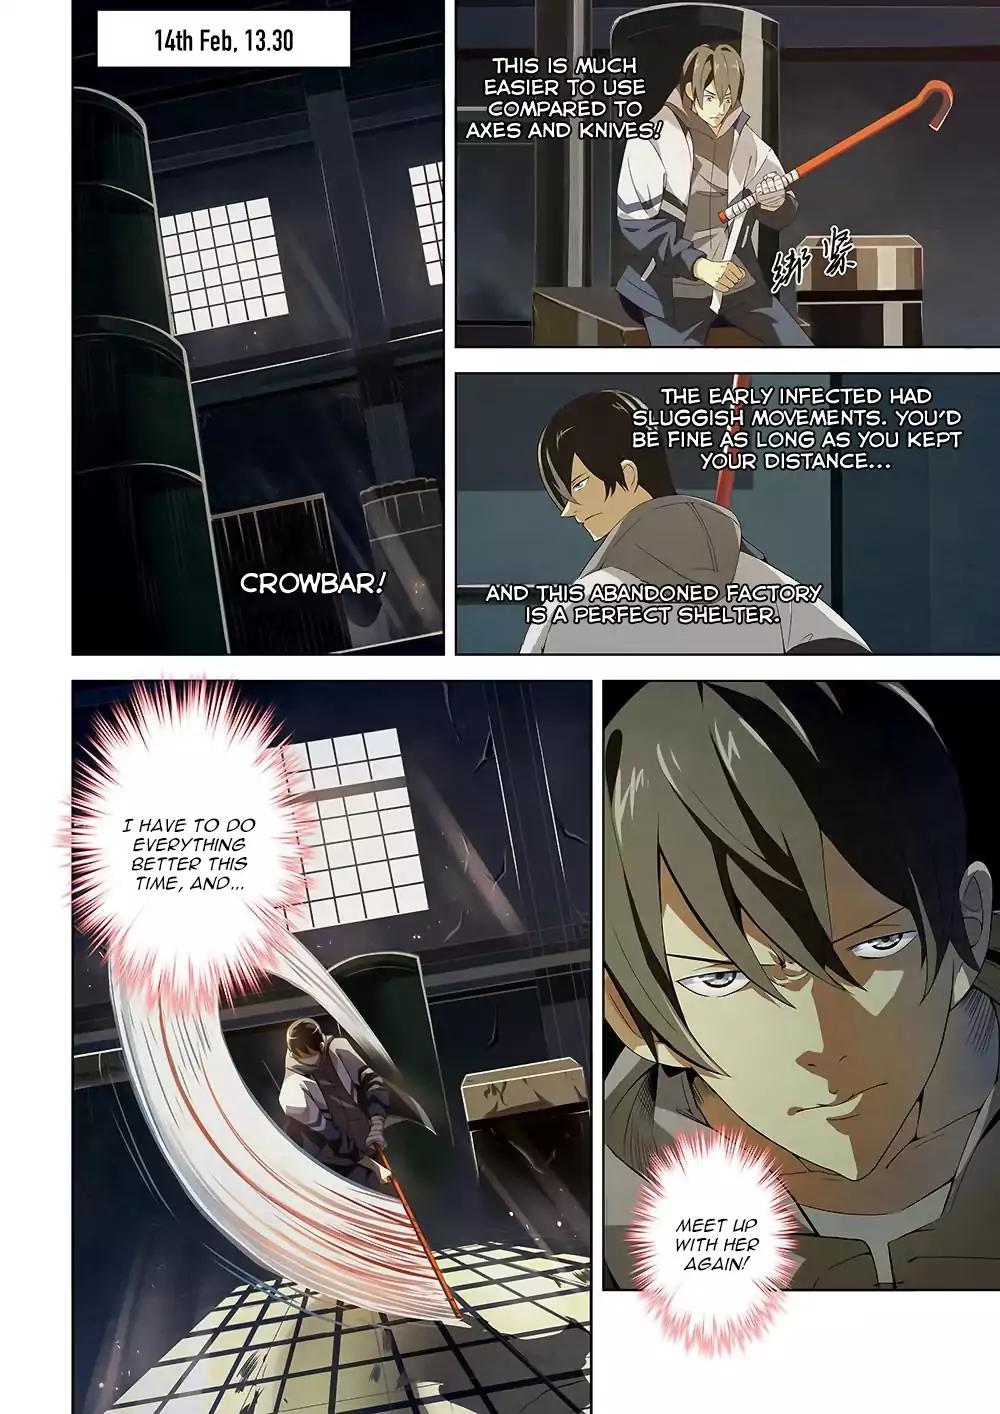 14th Feb, 13.30
CROWBAR!
THIS IS MUCH
EASIER TO USE
COMPARED TO
AXES AND KNIVES!
绑紧
THE EARLY INFECTED HAD
SLUGGISH MOVEMENTS. YOU'D
BE FINE AS LONG AS YOU KEPT
YOUR DISTANCE...
AND THIS ABANDONED FACTORY
IS A PERFECT SHELTER.
I HAVE TO DO
EVERYTHING
BETTER THIS
TIME, AND...
MEET UP
WITH HER
AGAIN!